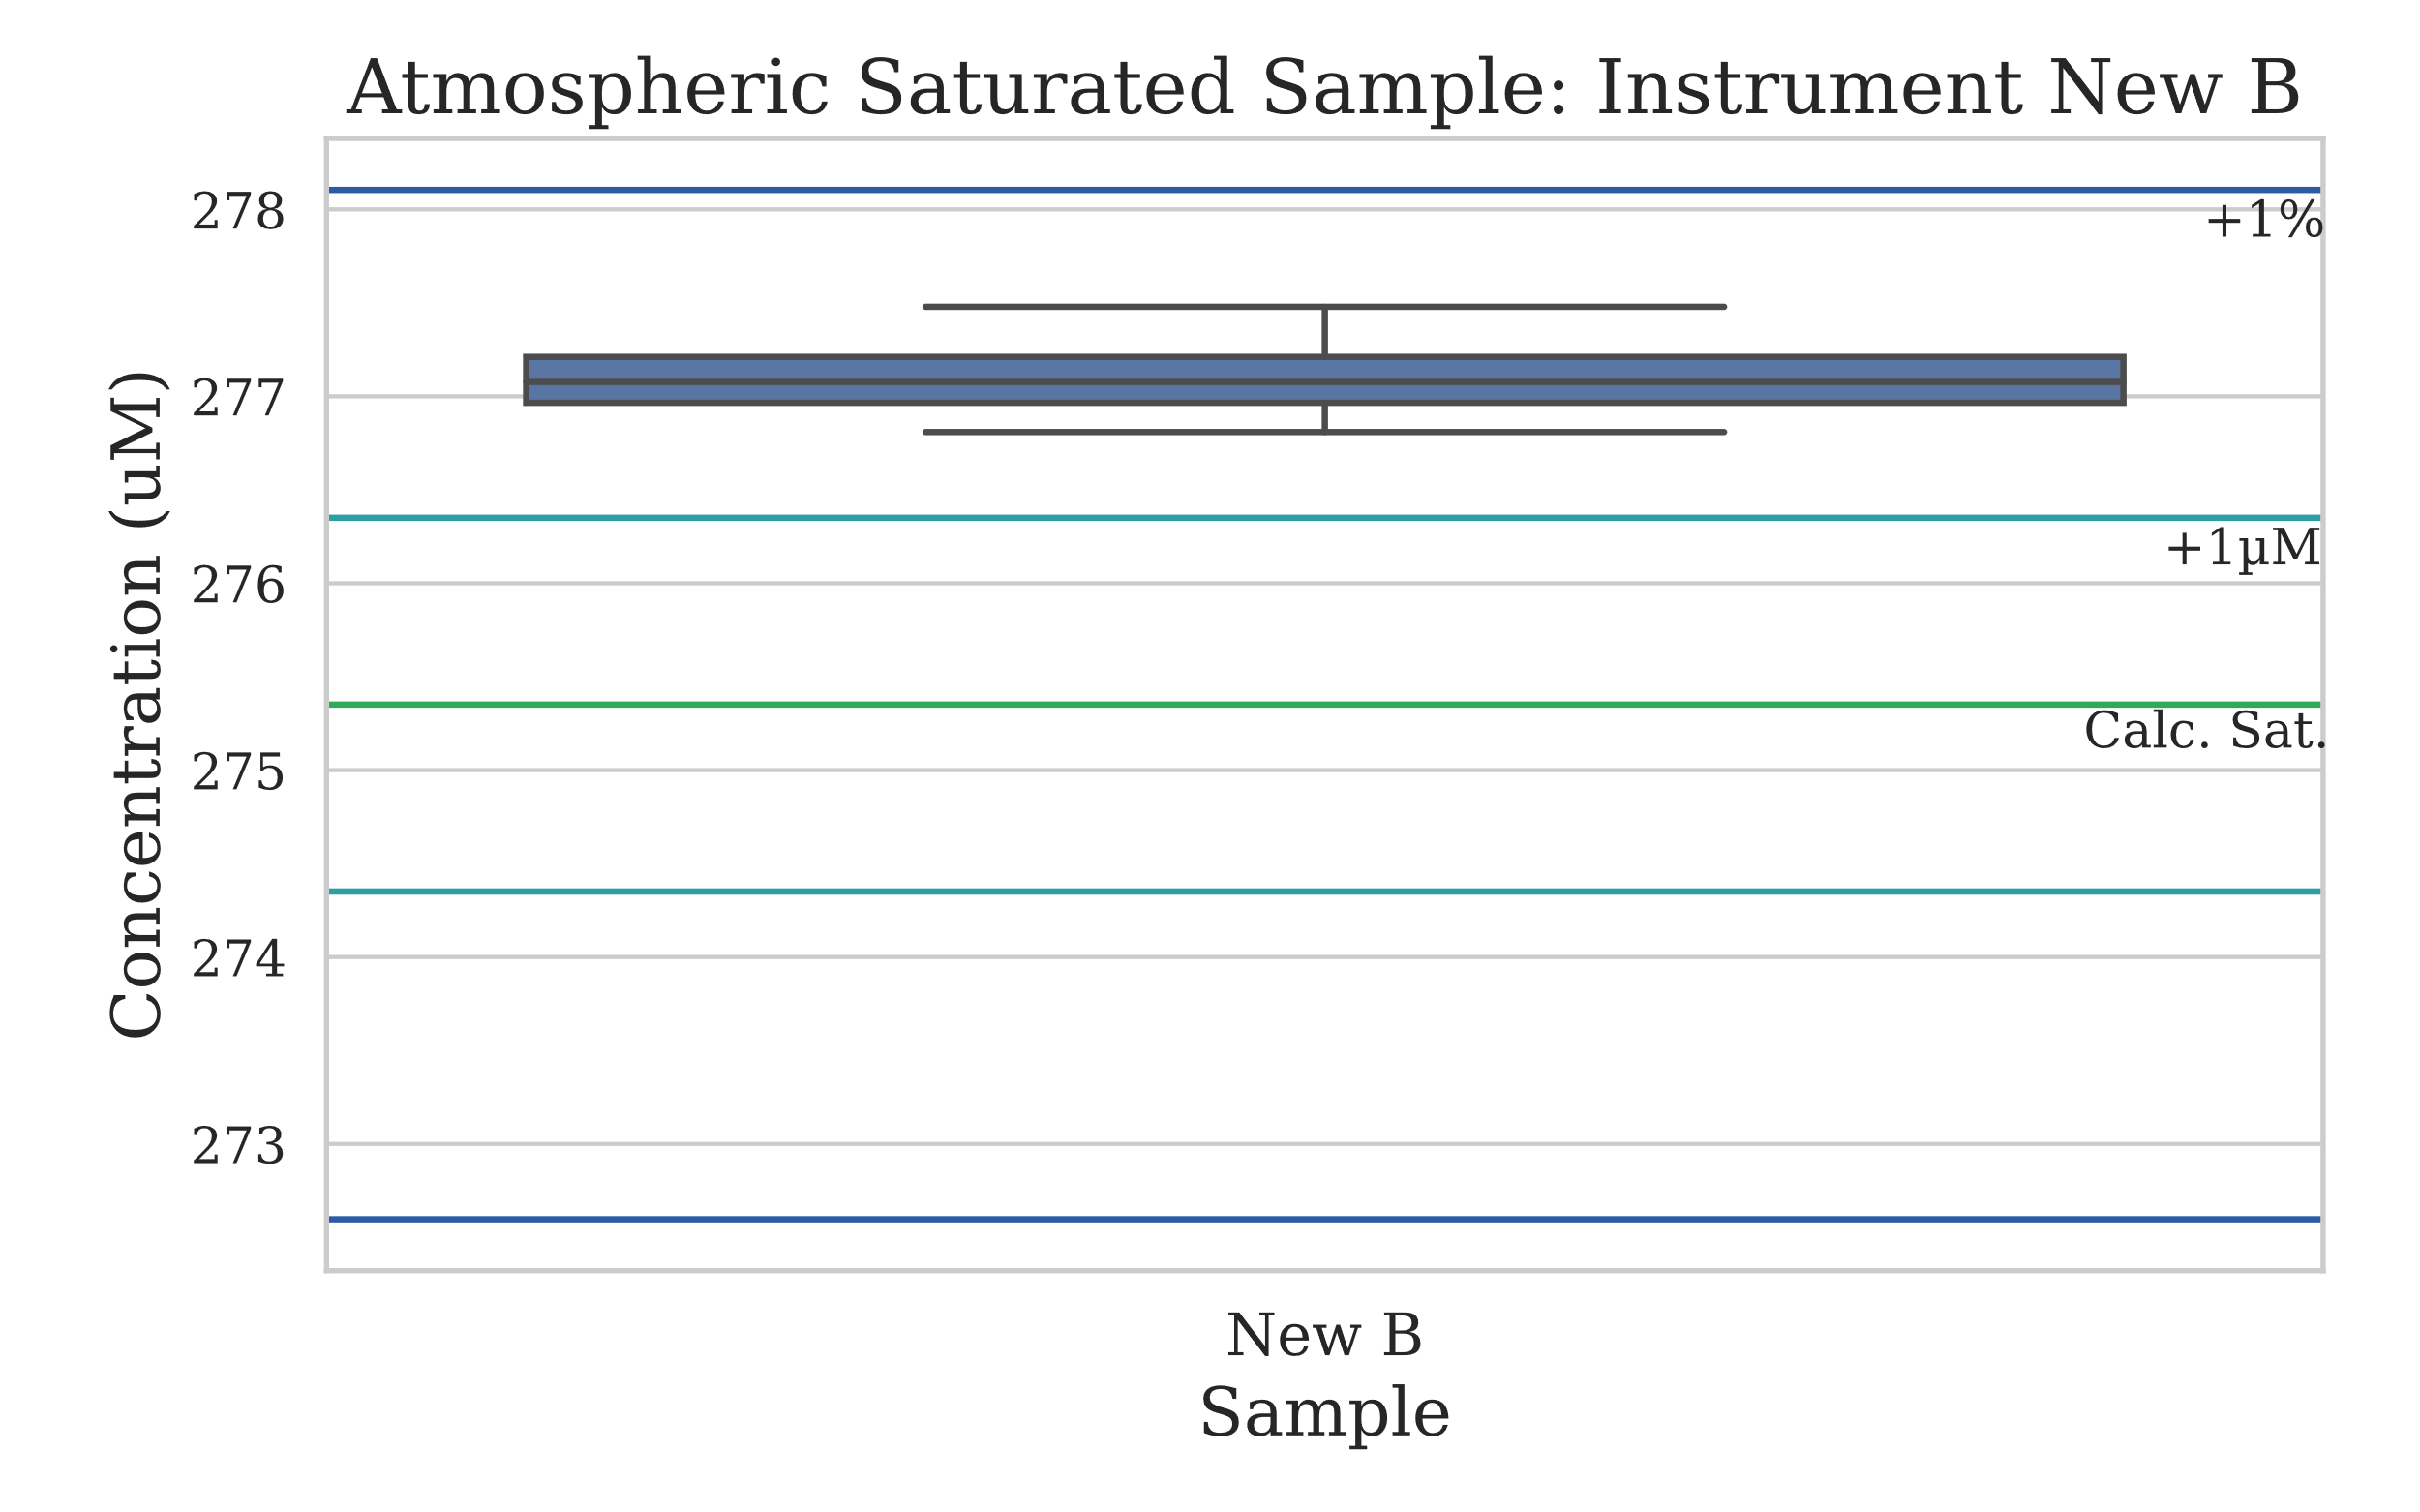 Atmospheric Saturated Sample: Instrument New B
Concentration (uM)
278
277
276
275
274
273
+1%
+1µM
Calc. Sat.
New B
Sample